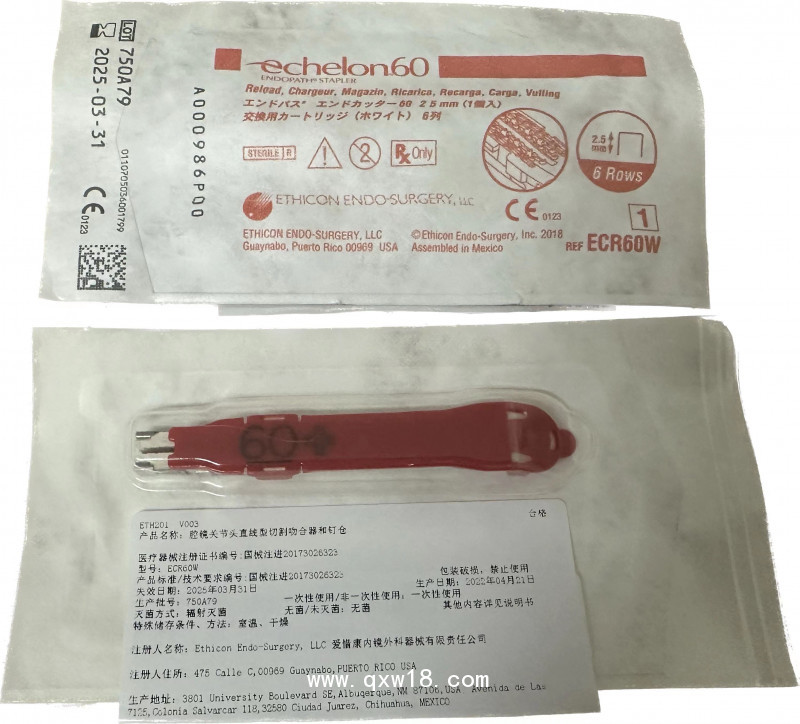 LOT 750A79
2025-03-31
0110705036001799
CE 0123
A000986P00
echelon60
ENDOPATH® STAPLER
Reload, Chargeur, Magazin, Ricarica, Recarga, Carga, Vulling
エンドパス® エンドカッター60 2.5mm (1個入)
交換用カートリッジ (ホワイト) 6列
STERILE R
2
Rx Only
2.5 mm
6 Rows
ETHICON ENDO-SURGERY, LLC
CE 0123
1
ETHICON ENDO-SURGERY, LLC
Guaynabo, Puerto Rico 00969 USA
©Ethicon Endo-Surgery, Inc. 2018
Assembled in Mexico
REF ECR60W
60
ETH201 V003
合格
产品名称: 腔镜关节头直线型切割吻合器和钉仓
医疗器械注册证书编号:国械注进20173026323
型号: ECR60W
包装破损, 禁止使用
产品标准/技术要求编号:国械注进20173026323
生产日期: 2022年04月21日
失效日期: 2025年03月31日
生产批号: 750A79
一次性使用/非一次性使用: 一次性使用
灭菌方式: 辐射灭菌
无菌/未灭菌: 无菌
其他内容详见说明书
特殊储存条件、方法: 室温、干燥
注册人名称: Ethicon Endo-Surgery, LLC 爱惜康内镜外科器械有限责任公司
注册人住所: 475 Calle C,00969 Guaynabo,PUERTO RICO USA
www.qxw18.com
生产地址: 3801 University Boulevard SE,Albuquerque,NM 87106,USA Avenida de Las
7125,Colonia Salvarcar 118,32580 Ciudad Juarez, Chihuahua, MEXICO